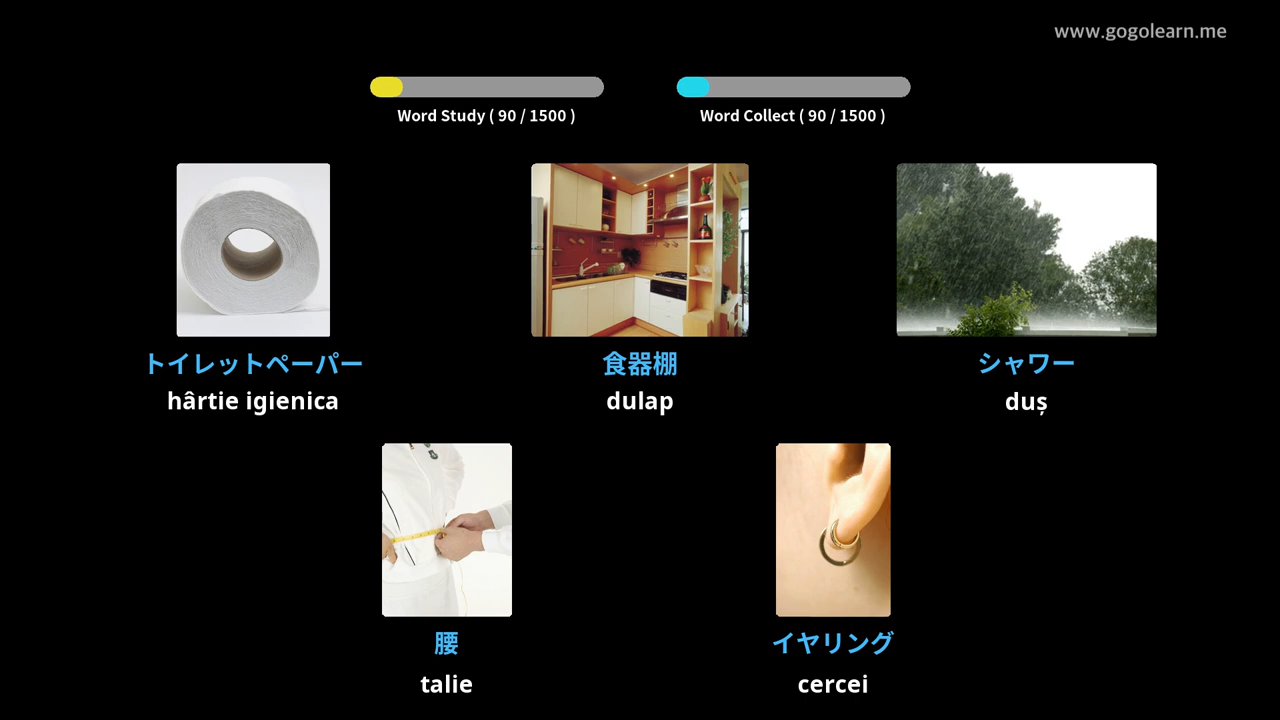 www.gogolearn.me
Word Study ( 90 / 1500 )
Word Collect ( 90 / 1500 )
トイレットペーパー
hârtie igienica
食器棚
dulap
シャワー
duș
腰
talie
イヤリング
cercei